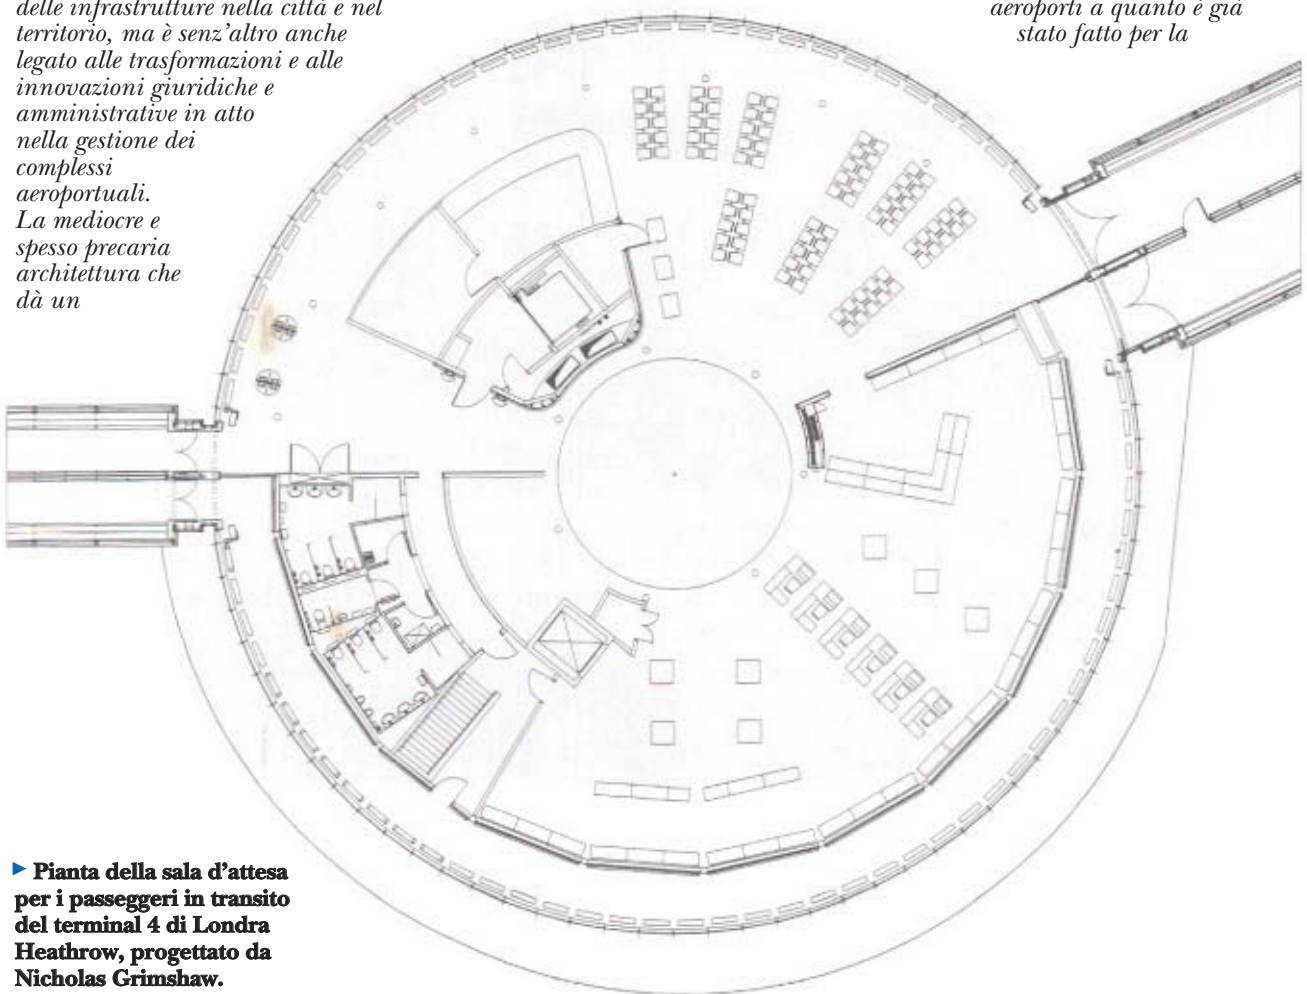 delle infrastrutture nella città e nel
territorio, ma è senz'altro anche
legato alle trasformazioni e alle
innovazioni giuridiche e
amministrative in atto
nella gestione dei
complessi
aeroportuali.
La mediocre e
spesso precaria
architettura che
dà un
aeroporti a quanto è già
stato fatto per la
Pianta della sala d'attesa
per i passeggeri in transito
del terminal 4 di Londra
Heathrow, progettato da
Nicholas Grimshaw.